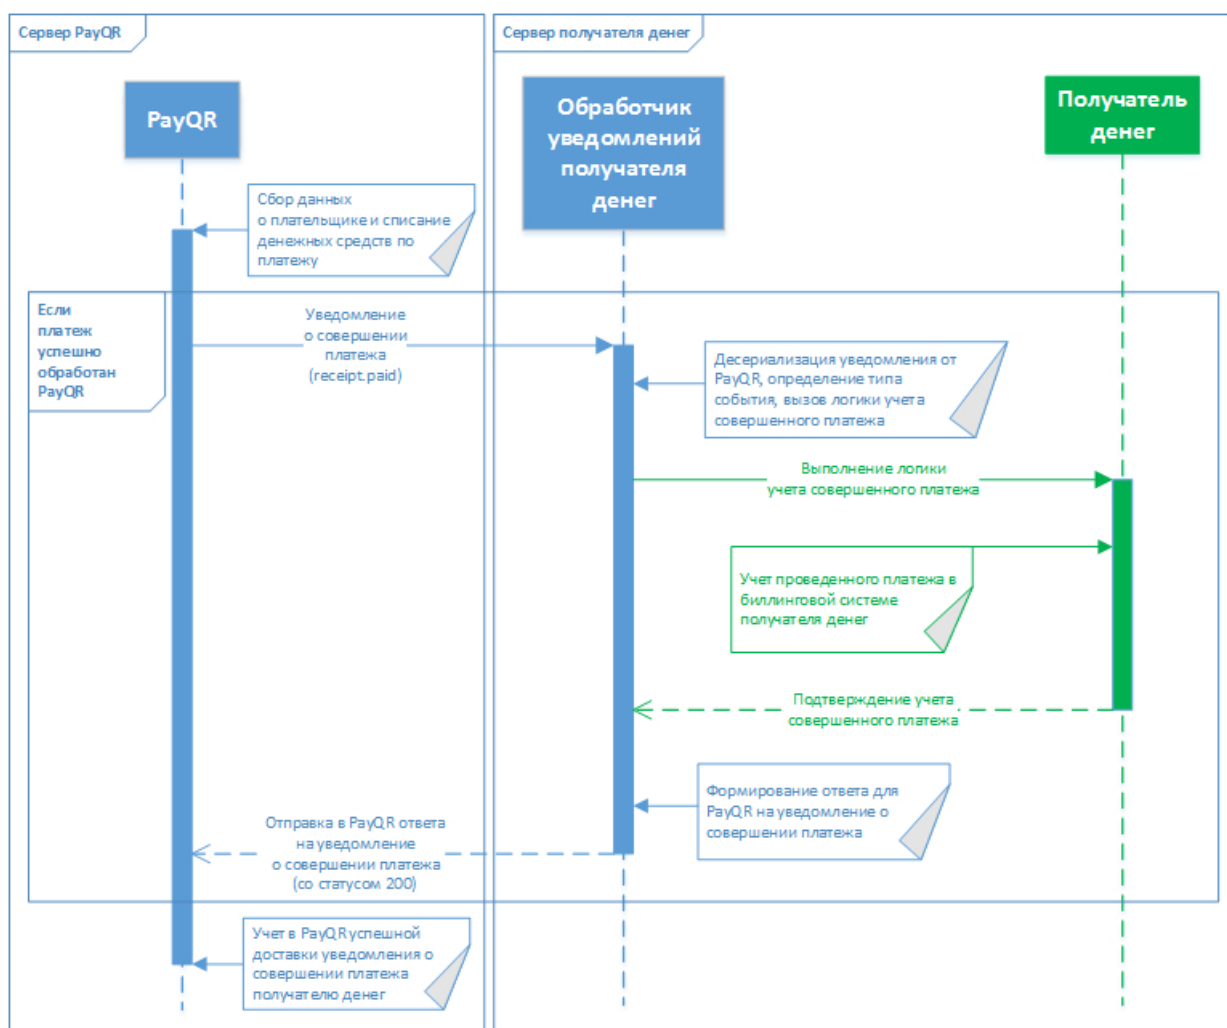 Сервер PayQR
Сервер получателя денег
PayQR
Обработчик
уведомлений
получателя
денег
Получатель
денег
Сбор данных
о плательщике и списание
денежных средств по
платежу
Если
платеж
успешно
обработан
PayQR
Уведомление
о совершении
платежа
(receipt.paid)
Десериализация уведомления от
PayQR, определение типа
события, вызов логики учета
совершенного платежа
Выполнение логики
учета совершенного платежа
Учет проведенного платежа в
биллинговой системе
получателя денег
Подтверждение учета
совершенного платежа
Формирование ответа для
PayQR на уведомление о
совершении платежа
Отправка в PayQR ответа
на уведомление
о совершении платежа
(со статусом 200)
Учет в PayQR успешной
доставки уведомления о
совершении платежа
получателю денег